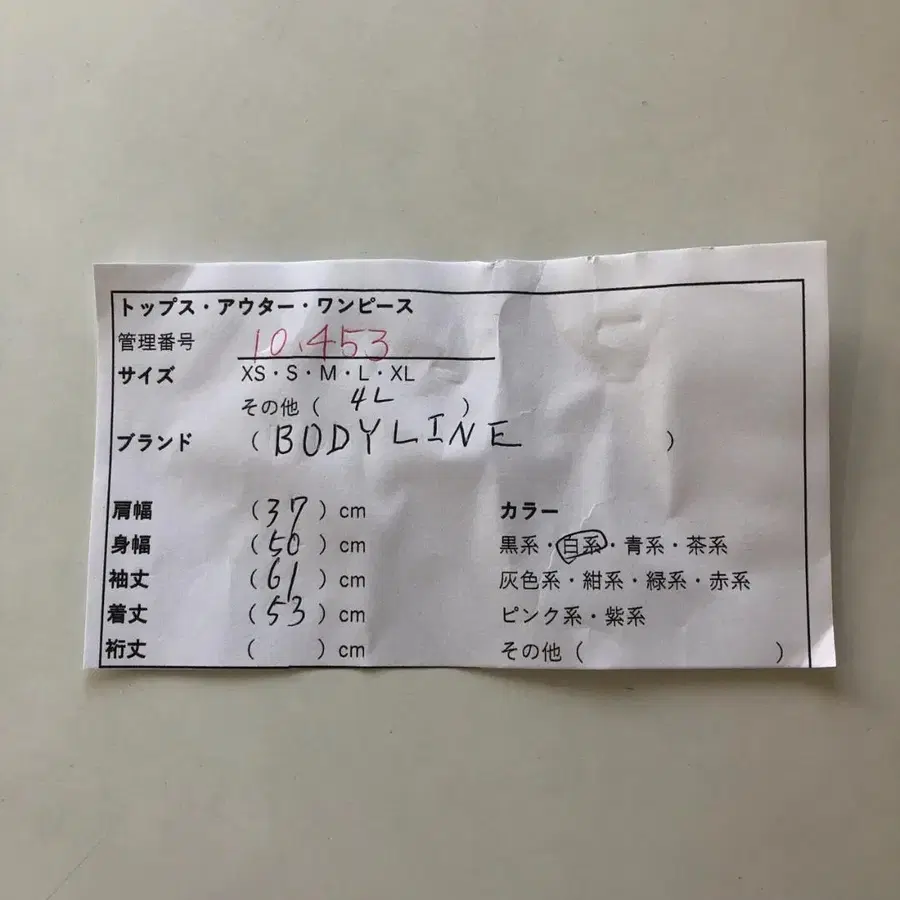 トップス・アウター・ワンピース
管理番号 10,453
サイズ XS・S・M・L・XL
その他 ( 4L )
ブランド ( BODYLINE )
肩幅 ( 37 ) cm
身幅 ( 50 ) cm
袖丈 ( 61 ) cm
着丈 ( 53 ) cm
裄丈 ( ) cm
カラー
黒系・白系・青系・茶系
灰色系・紺系・緑系・赤系
ピンク系・紫系
その他 ( )